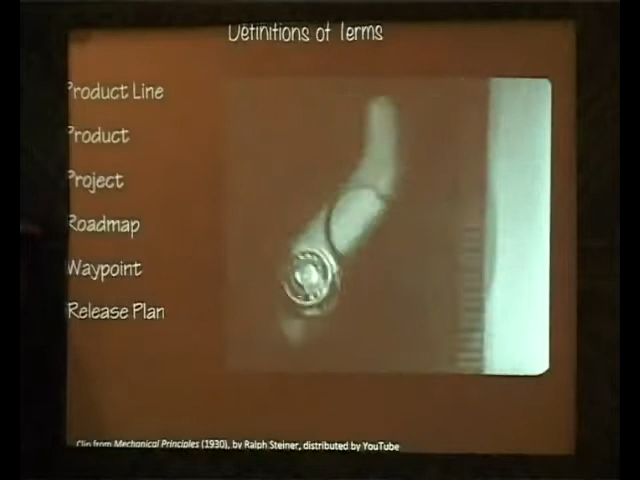 Definitions of Terms
Product Line
Product
Project
Roadmap
Waypoint
Release Plan
Clip from Mechanical Principles (1930), by Ralph Steiner, distributed by YouTube